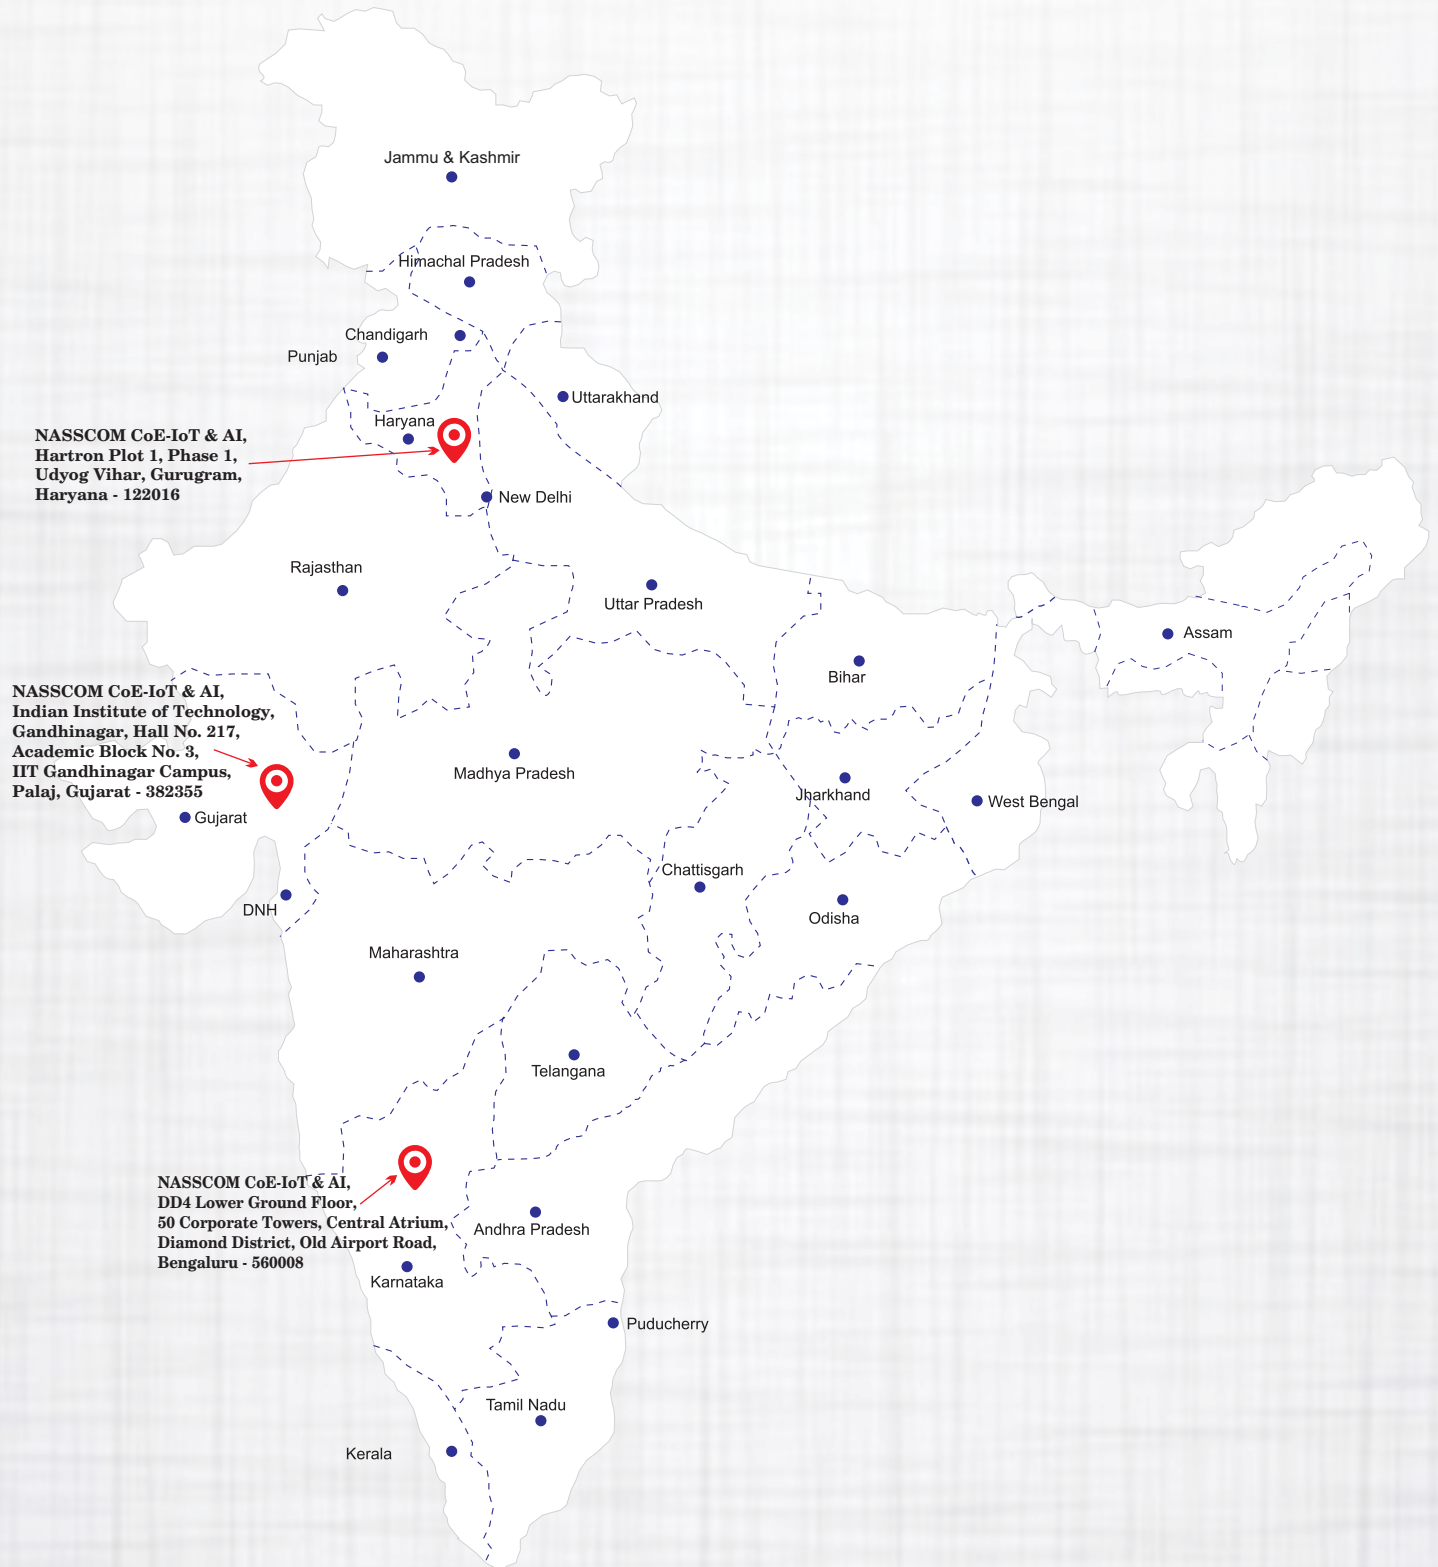 Jammu & Kashmir
Himachal Pradesh
Chandigarh
Punjab
Uttarakhand
Haryana
NASSCOM CoE-IoT & AI,
Hartron Plot 1, Phase 1,
Udyog Vihar, Gurugram,
Haryana - 122016
New Delhi
Rajasthan
Uttar Pradesh
Assam
Bihar
NASSCOM CoE-IoT & AI,
Indian Institute of Technology,
Gandhinagar, Hall No. 217,
Academic Block No. 3,
IIT Gandhinagar Campus,
Palaj, Gujarat - 382355
Madhya Pradesh
Jharkhand
West Bengal
Gujarat
Chattisgarh
DNH
Odisha
Maharashtra
Telangana
NASSCOM CoE-IoT & AI,
DD4 Lower Ground Floor,
50 Corporate Towers, Central Atrium,
Diamond District, Old Airport Road,
Bengaluru - 560008
Andhra Pradesh
Karnataka
Puducherry
Tamil Nadu
Kerala